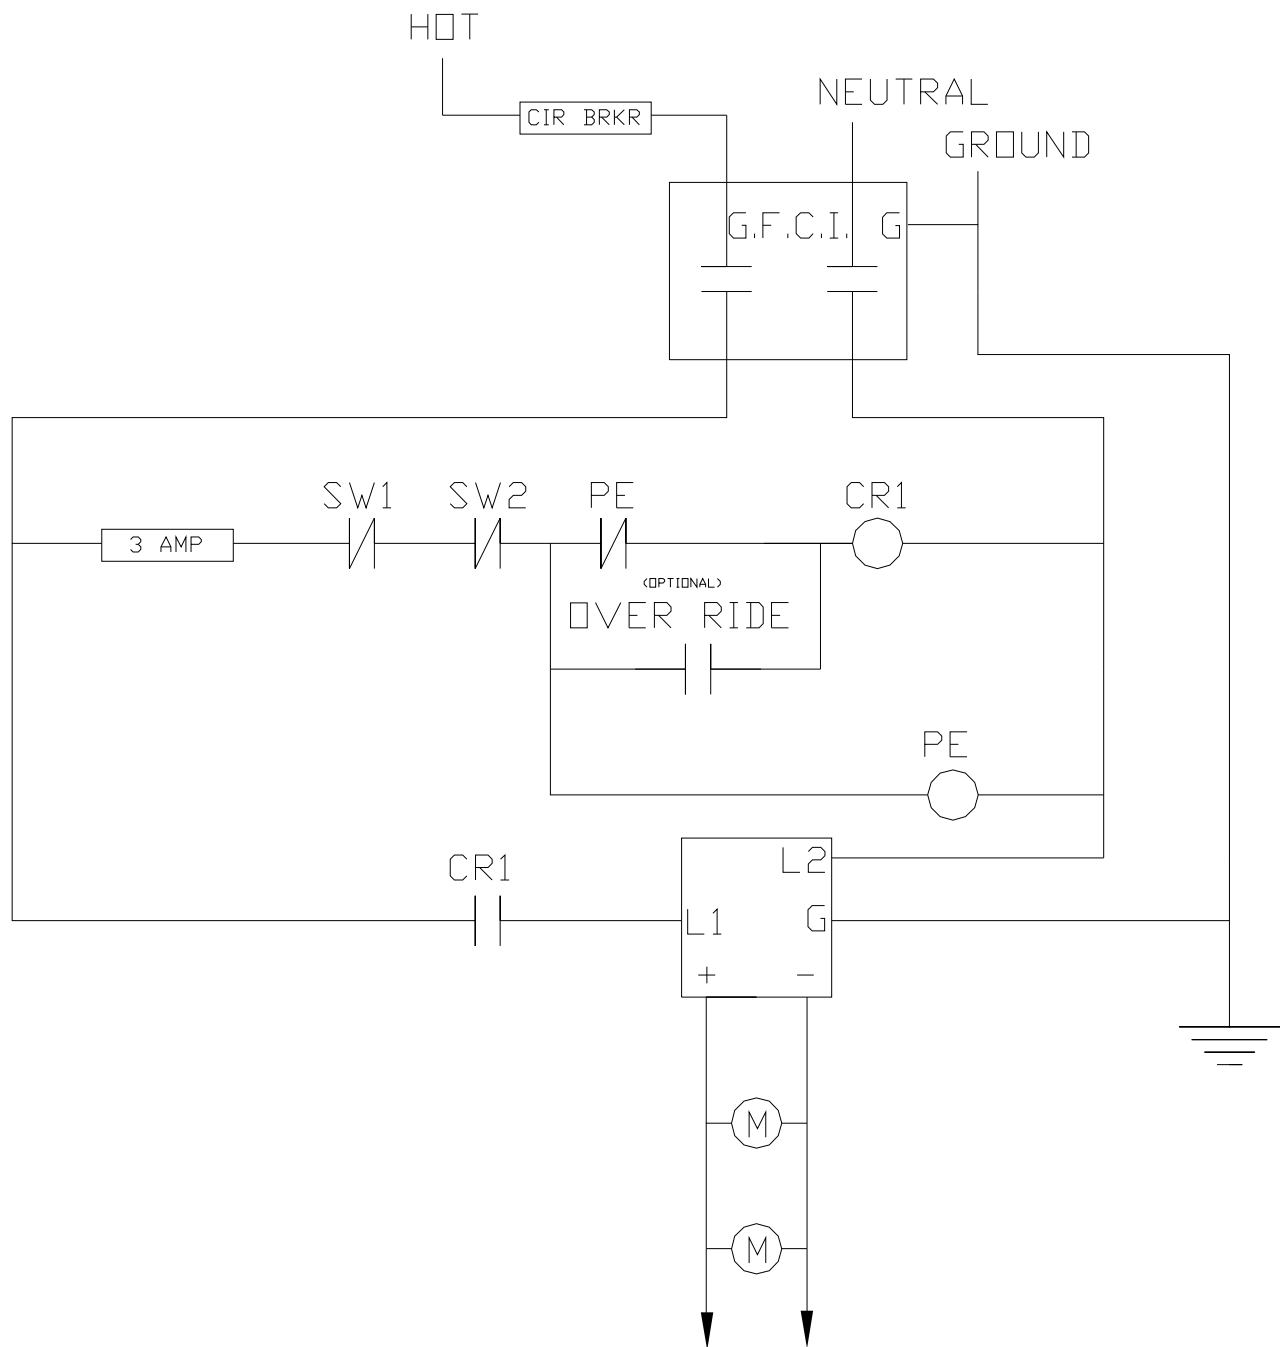 HOT
CIR BRKR
NEUTRAL
GROUND
G.F.C.I. G
SW1 SW2 PE CR1
3 AMP
(OPTIONAL)
OVER RIDE
PE
CR1
L2
L1 G
+ −
M
M